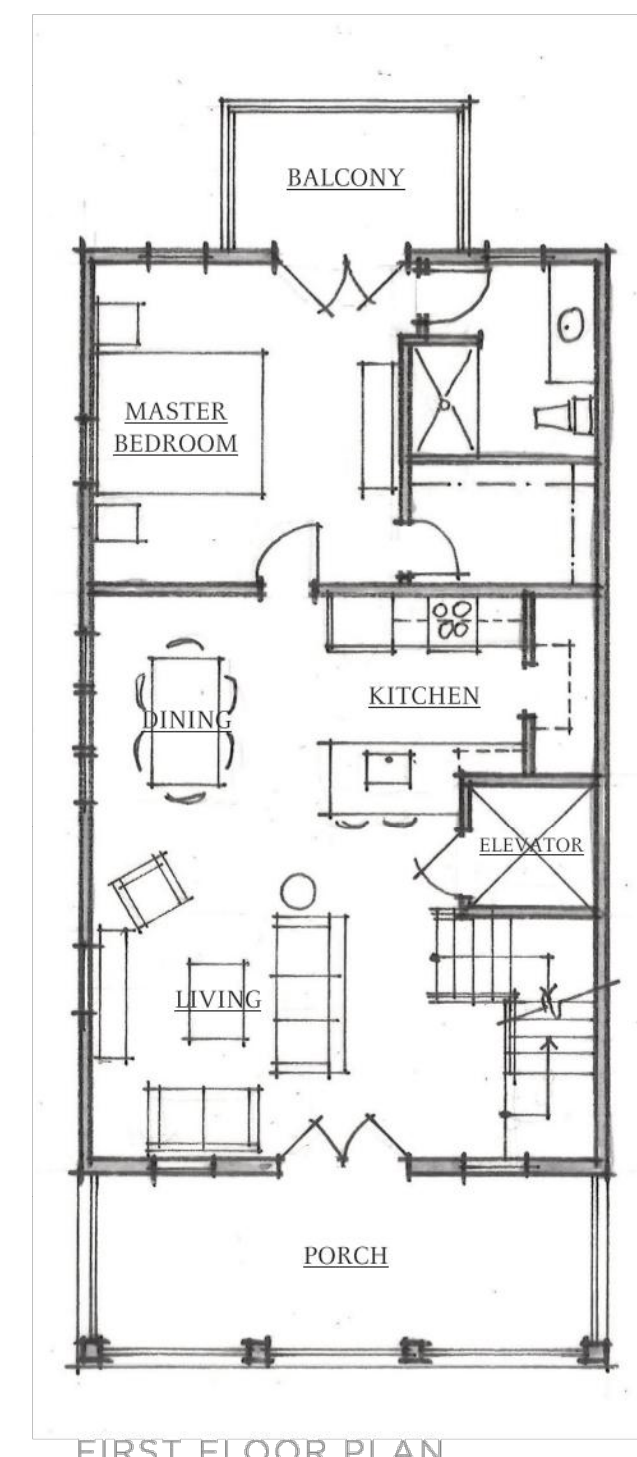 BALCONY
MASTER
BEDROOM
KITCHEN
DINING
ELEVATOR
LIVING
PORCH
FIRST FLOOR PLAN